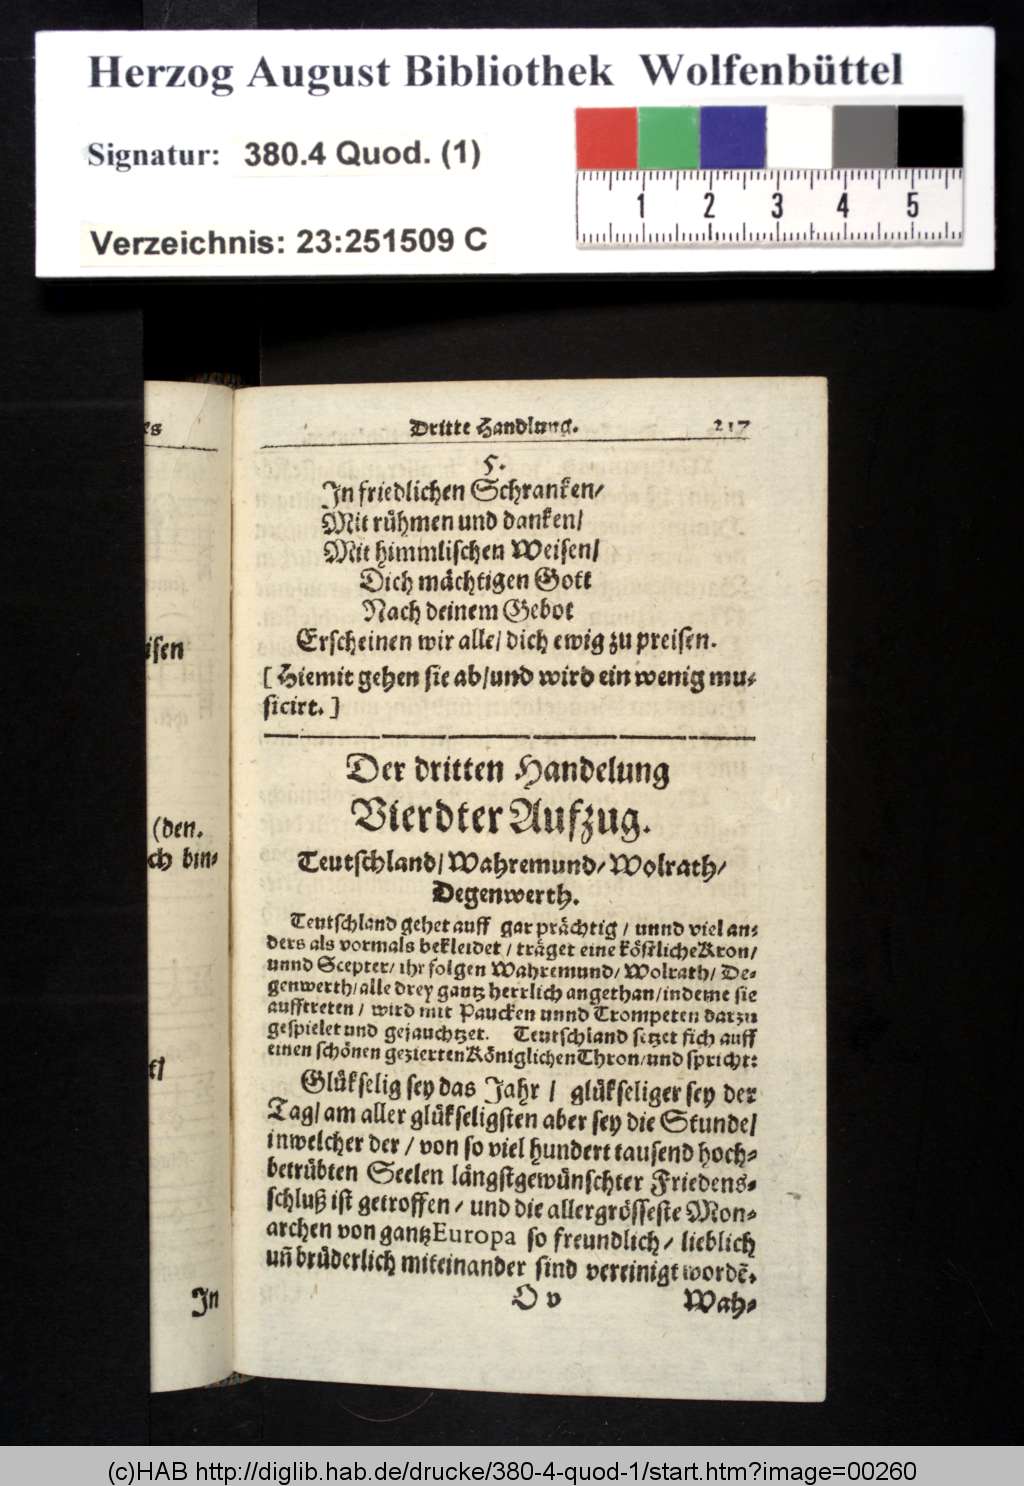 Herzog August Bibliothek Wolfenbüttel
Signatur: 380.4 Quod. (1)
Verzeichnis: 23:251509 C
1 2 3 4 5
es
isen
(den.
ch bin⸗
In
Dritte Handlung. 217
5.
In friedlichen Schranken/
Mit rühmen und danken/
Mit himmlischen Weisen/
Dich mächtigen Gott
Nach deinem Gebot
Erscheinen wir alle/ dich ewig zu preisen.
[ Hiemit gehen sie ab/und wird ein wenig mu⸗
sicirt. ]
Der dritten Handelung
Vierdter Aufzug.
Teutschland/ Wahremund/ Wolrath/
Degenwerth.
Teutschland gehet auff gar prächtig / unnd viel an⸗
ders als vormals bekleidet / träget eine köstliche Kron/
unnd Scepter/ ihr folgen Wahremund/ Wolrath/ De⸗
genwerth/ alle drey gantz herrlich angethan/ indeme sie
aufftreten / wird mit Paucken unnd Trompeten darzu
gespielet und gejauchtzet. Teutschland setzet sich auff
einen schönen gezierten Königlichen Thron/ und spricht:
Glükselig sey das Jahr / glükseliger sey der
Tag/ am aller glükseligsten aber sey die Stunde/
inwelcher der / von so viel hundert tausend hoch⸗
betrübten Seelen längstgewünschter Friedens⸗
schluß ist getroffen / und die allergrösseste Mon⸗
archen von gantz Europa so freundlich / lieblich
uñ brüderlich miteinander sind vereinigt wordẽ.
O v Wah⸗
(c)HAB http://diglib.hab.de/drucke/380-4-quod-1/start.htm?image=00260